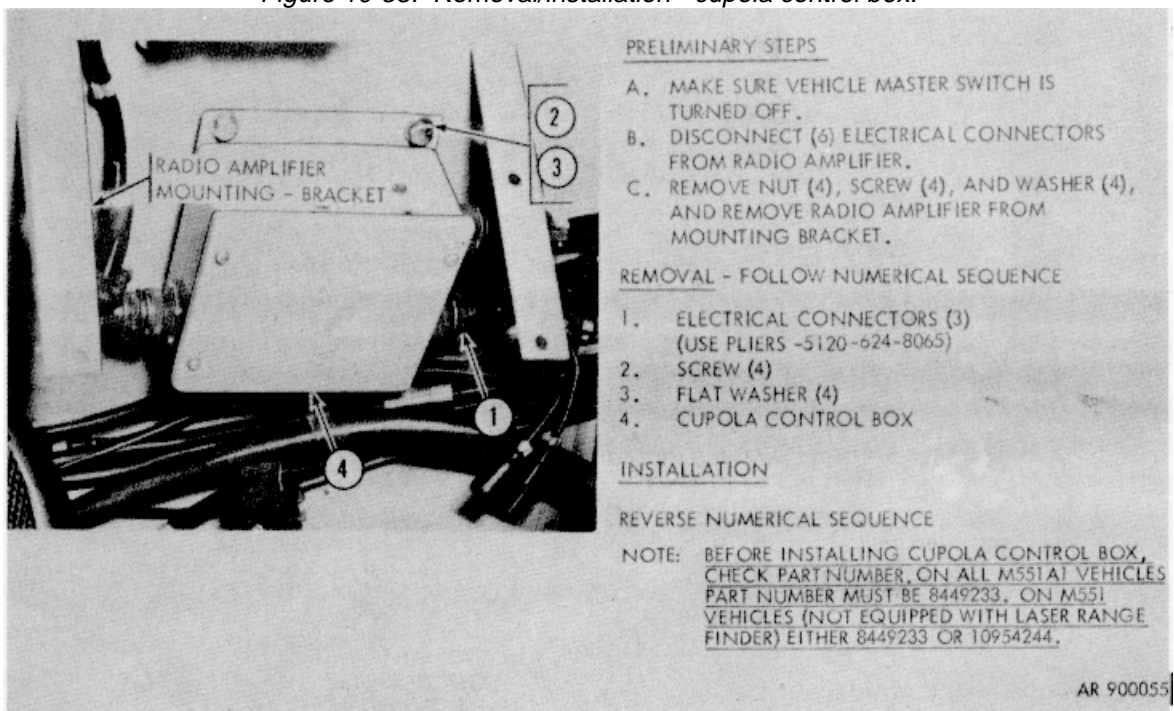 Figure 10-55. Removal/installation - cupola control box.
RADIO AMPLIFIER
MOUNTING - BRACKET
2
3
1
4
PRELIMINARY STEPS
A. MAKE SURE VEHICLE MASTER SWITCH IS
TURNED OFF.
B. DISCONNECT (6) ELECTRICAL CONNECTORS
FROM RADIO AMPLIFIER.
C. REMOVE NUT (4), SCREW (4), AND WASHER (4),
AND REMOVE RADIO AMPLIFIER FROM
MOUNTING BRACKET.
REMOVAL - FOLLOW NUMERICAL SEQUENCE
1. ELECTRICAL CONNECTORS (3)
(USE PLIERS -5120-624-8065)
2. SCREW (4)
3. FLAT WASHER (4)
4. CUPOLA CONTROL BOX
INSTALLATION
REVERSE NUMERICAL SEQUENCE
NOTE: BEFORE INSTALLING CUPOLA CONTROL BOX,
CHECK PART NUMBER, ON ALL M551A1 VEHICLES
PART NUMBER MUST BE 8449233. ON M551
VEHICLES (NOT EQUIPPED WITH LASER RANGE
FINDER) EITHER 8449233 OR 10954244.
AR 900055